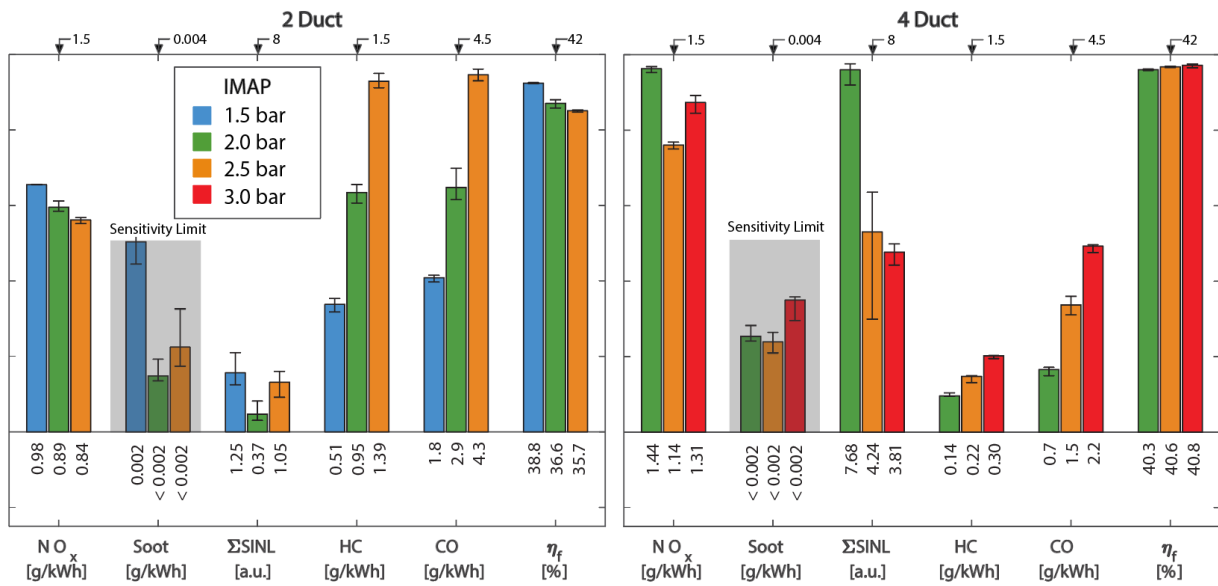 2 Duct
1.5 0.004 8 1.5 4.5 42
IMAP
1.5 bar
2.0 bar
2.5 bar
3.0 bar
Sensitivity Limit
0.98 0.89 0.84 0.002 < 0.002 < 0.002 1.25 0.37 1.05 0.51 0.95 1.39 1.8 2.9 4.3 38.8 36.6 35.7
NOx Soot ΣSINL HC CO ηf
[g/kWh] [g/kWh] [a.u.] [g/kWh] [g/kWh] [%]
4 Duct
1.5 0.004 8 1.5 4.5 42
Sensitivity Limit
1.44 1.14 1.31 < 0.002 < 0.002 < 0.002 7.68 4.24 3.81 0.14 0.22 0.30 0.7 1.5 2.2 40.3 40.6 40.8
NOx Soot ΣSINL HC CO ηf
[g/kWh] [g/kWh] [a.u.] [g/kWh] [g/kWh] [%]